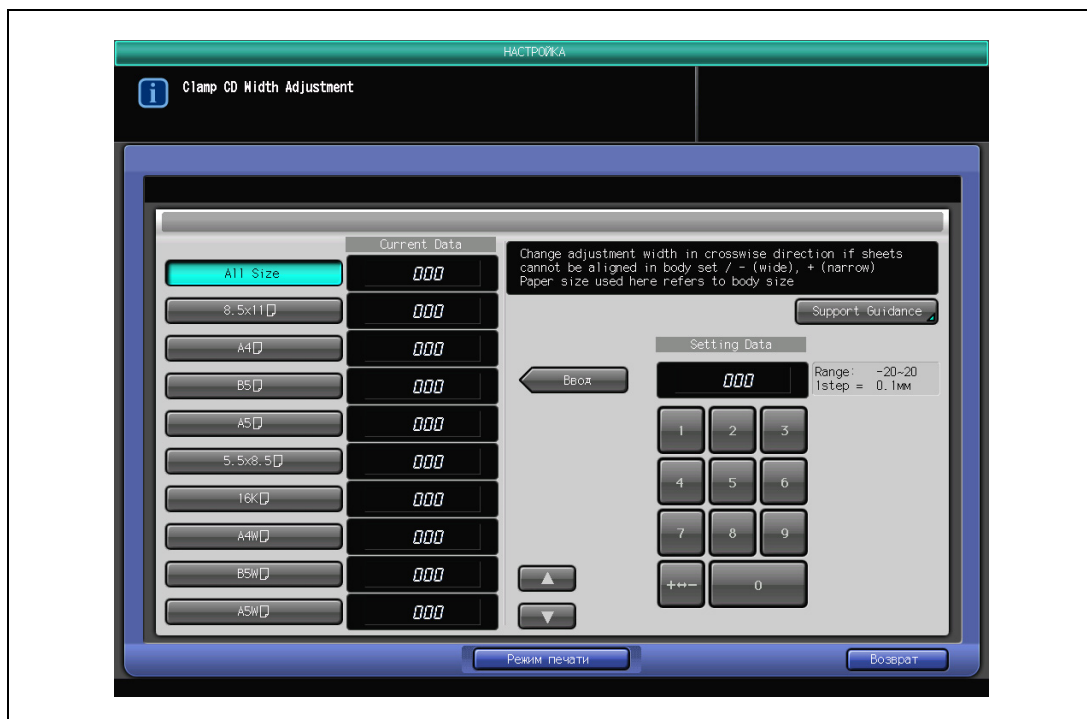 НАСТРОЙКА
Clamp CD Width Adjustment
Current Data
All Size 000
8.5x11 000
A4 000
B5 000
A5 000
5.5x8.5 000
16K 000
A4W 000
B5W 000
A5W 000
Change adjustment width in crosswise direction if sheets
cannot be aligned in body set / - (wide), + (narrow)
Paper size used here refers to body size
Support Guidance
Setting Data
Ввод
000
Range: -20~20
1step = 0.1мм
1 2 3
4 5 6
7 8 9
+↔− 0
Режим печати
Возврат